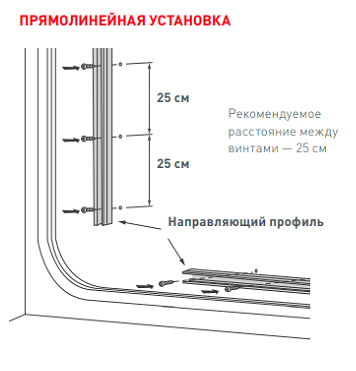 ПРЯМОЛИНЕЙНАЯ УСТАНОВКА
25 см
Рекомендуемое
расстояние между
винтами — 25 см
25 см
Направляющий профиль